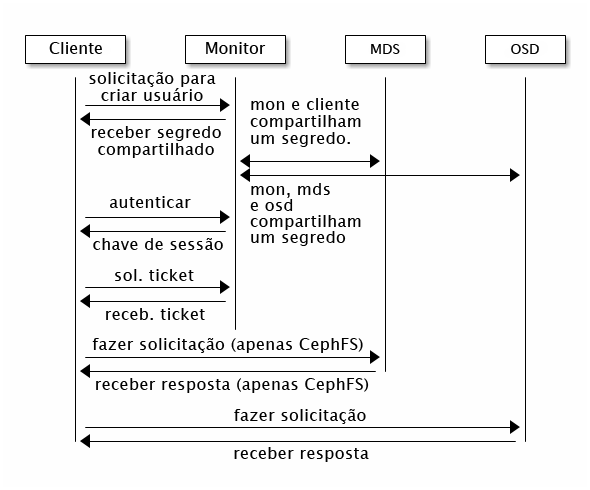 Cliente
Monitor
MDS
OSD
solicitação para
criar usuário
mon e cliente
compartilham
um segredo.
receber segredo
compartilhado
mon, mds
e osd
compartilham
um segredo
autenticar
chave de sessão
sol. ticket
receb. ticket
fazer solicitação (apenas CephFS)
receber resposta (apenas CephFS)
fazer solicitação
receber resposta